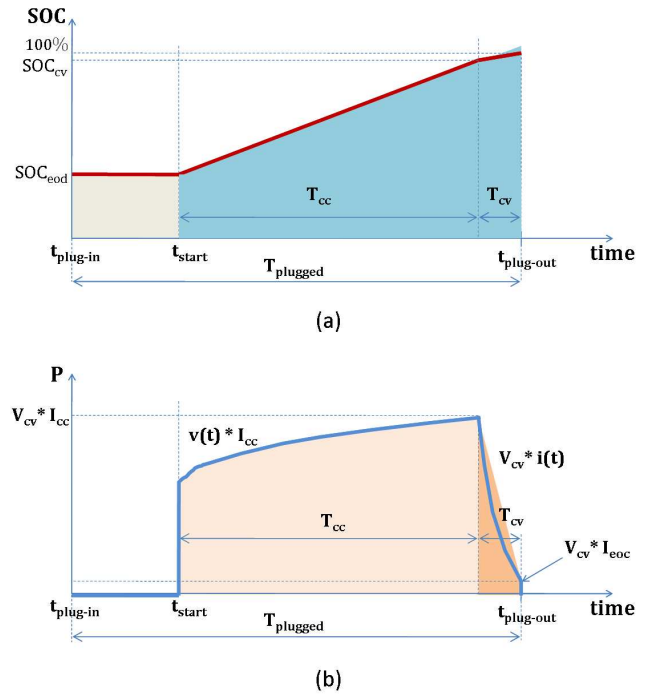 SOC
100%
SOCcv
SOCeod
Tcc
Tcv
tplug-in
tstart
tplug-out
time
Tplugged
(a)
P
Vcv* Icc
v(t) * Icc
Vcv* i(t)
Tcc
Tcv
Vcv* Ieoc
tplug-in
tstart
tplug-out
time
Tplugged
(b)